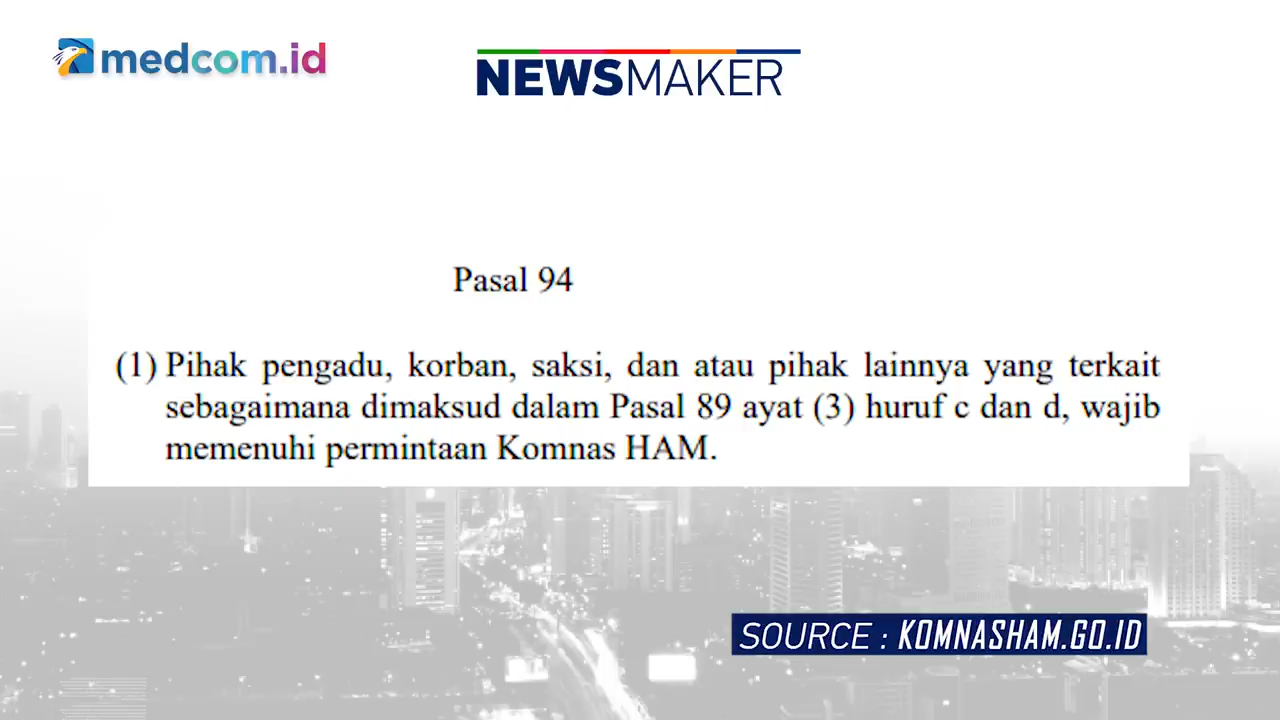 medcom.id
NEWSMAKER
Pasal 94
(1) Pihak pengadu, korban, saksi, dan atau pihak lainnya yang terkait
sebagaimana dimaksud dalam Pasal 89 ayat (3) huruf c dan d, wajib
memenuhi permintaan Komnas HAM.
SOURCE : KOMNASHAM.GO.ID